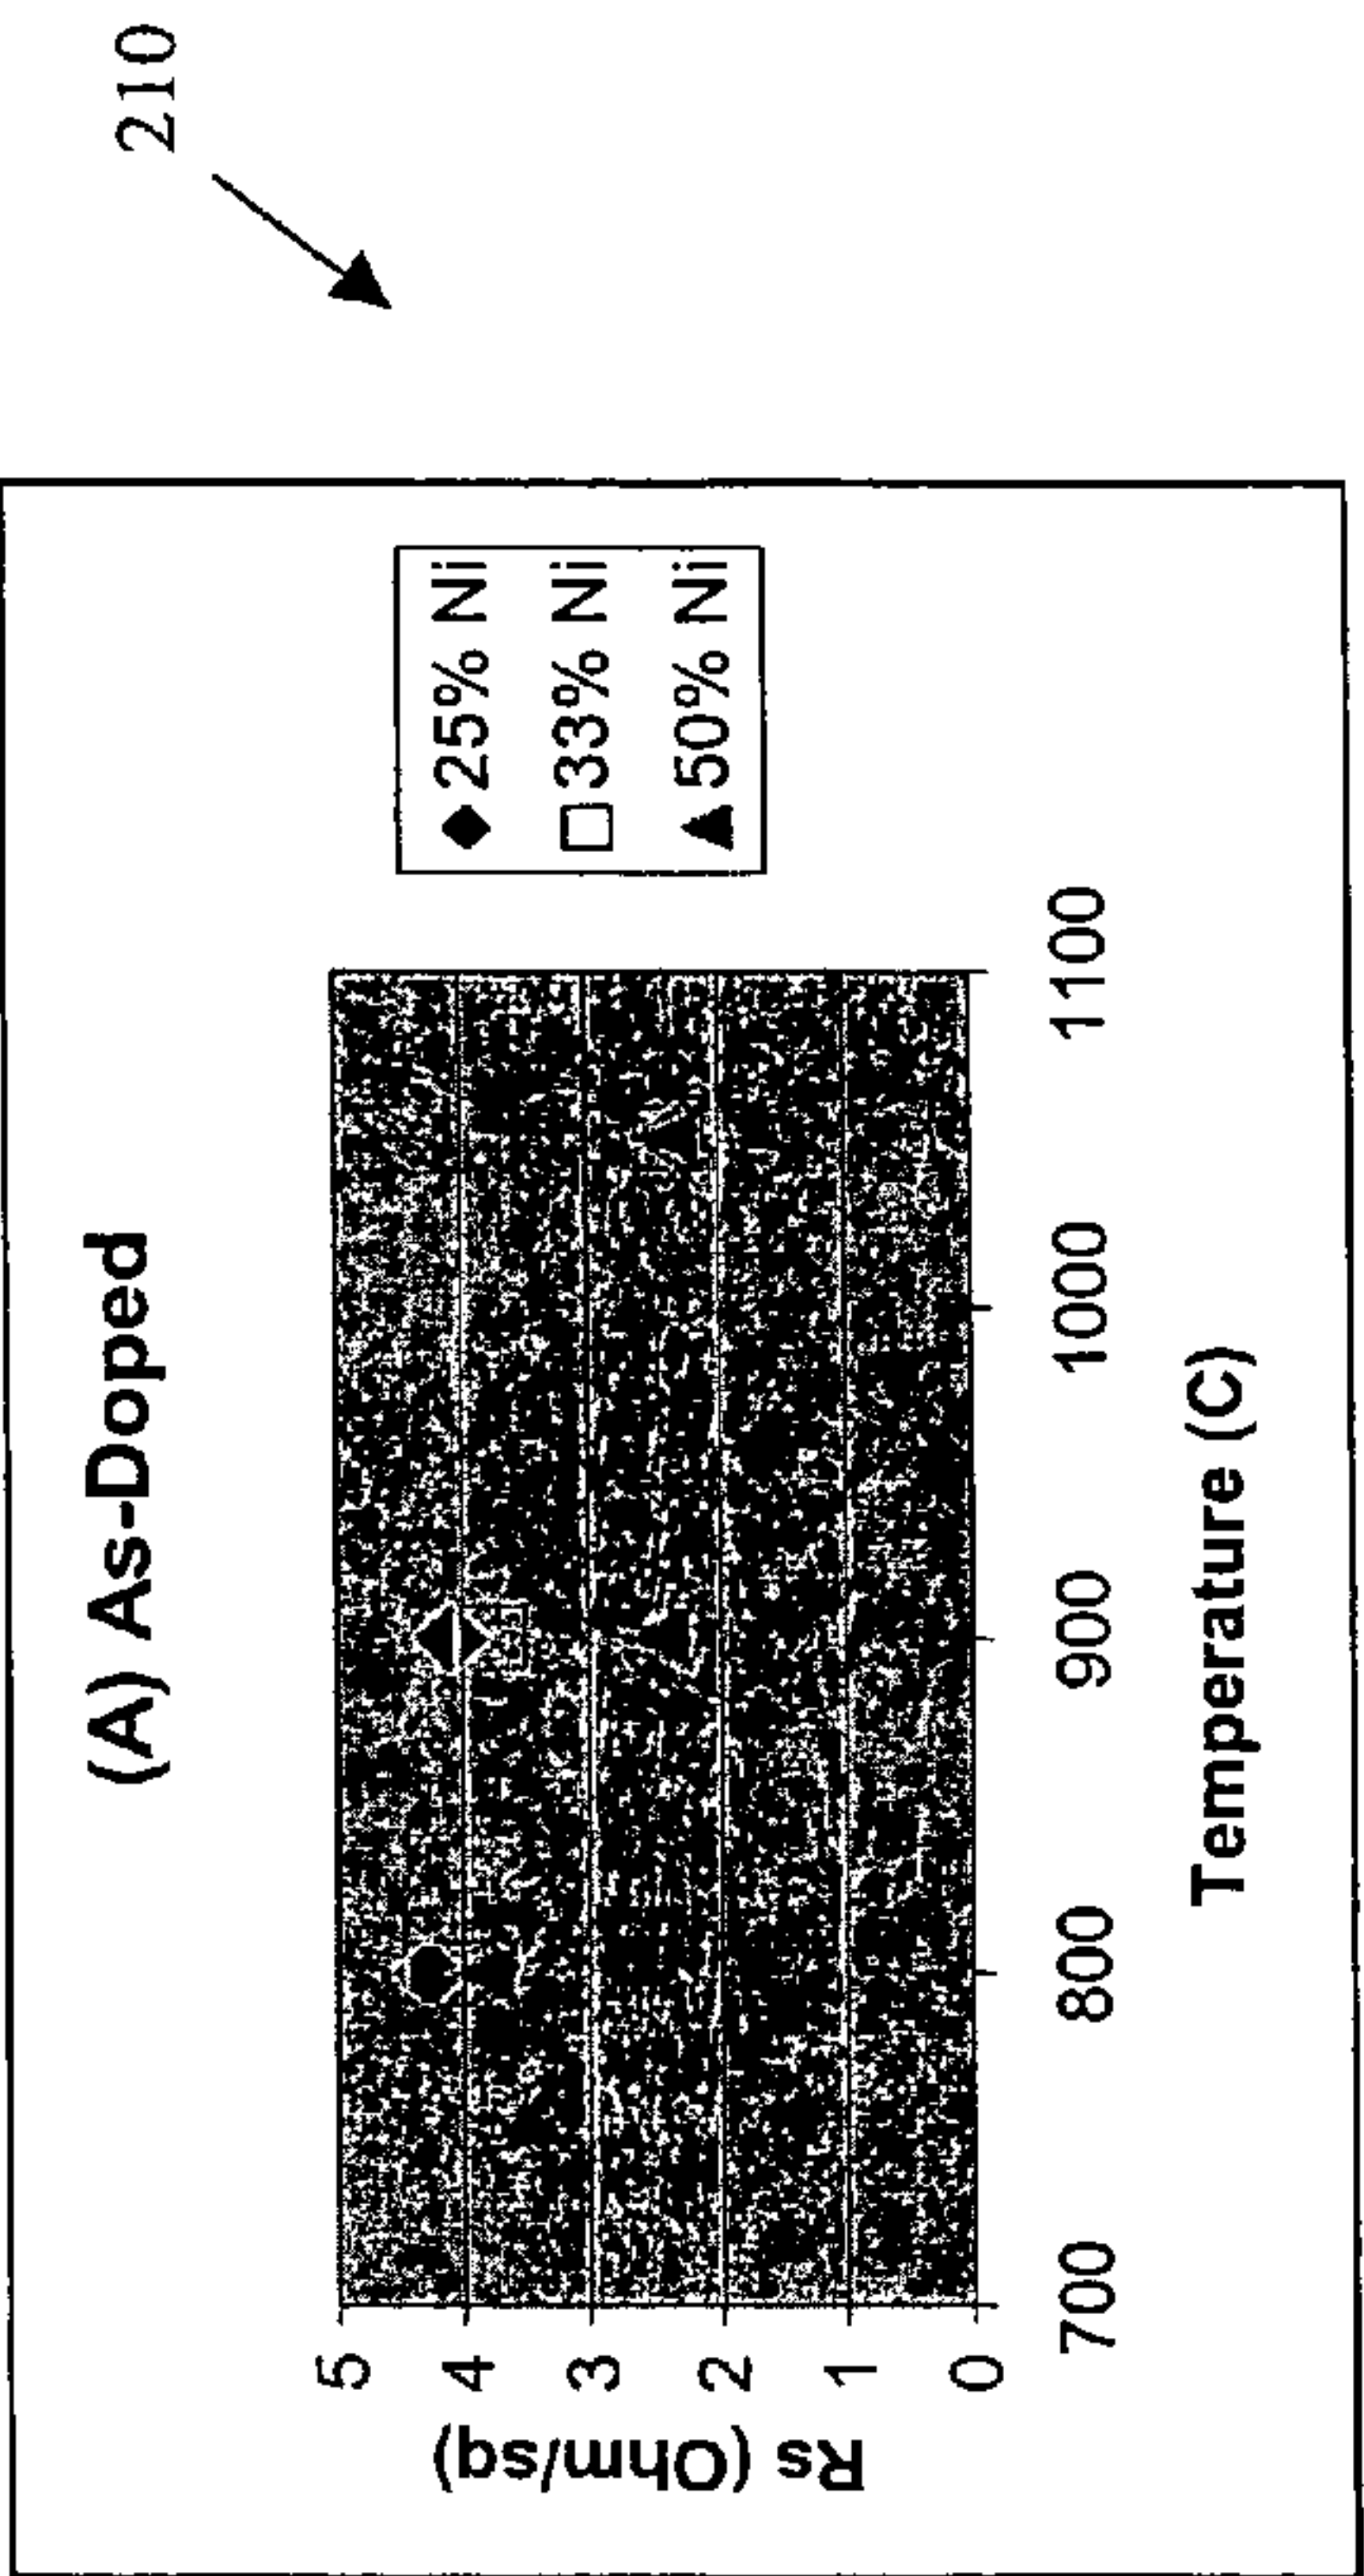 210
(A) As-Doped
Rs (Ohm/sq)
5
4
3
2
1
0
700 800 900 1000 1100
Temperature (C)
25% Ni
33% Ni
50% Ni